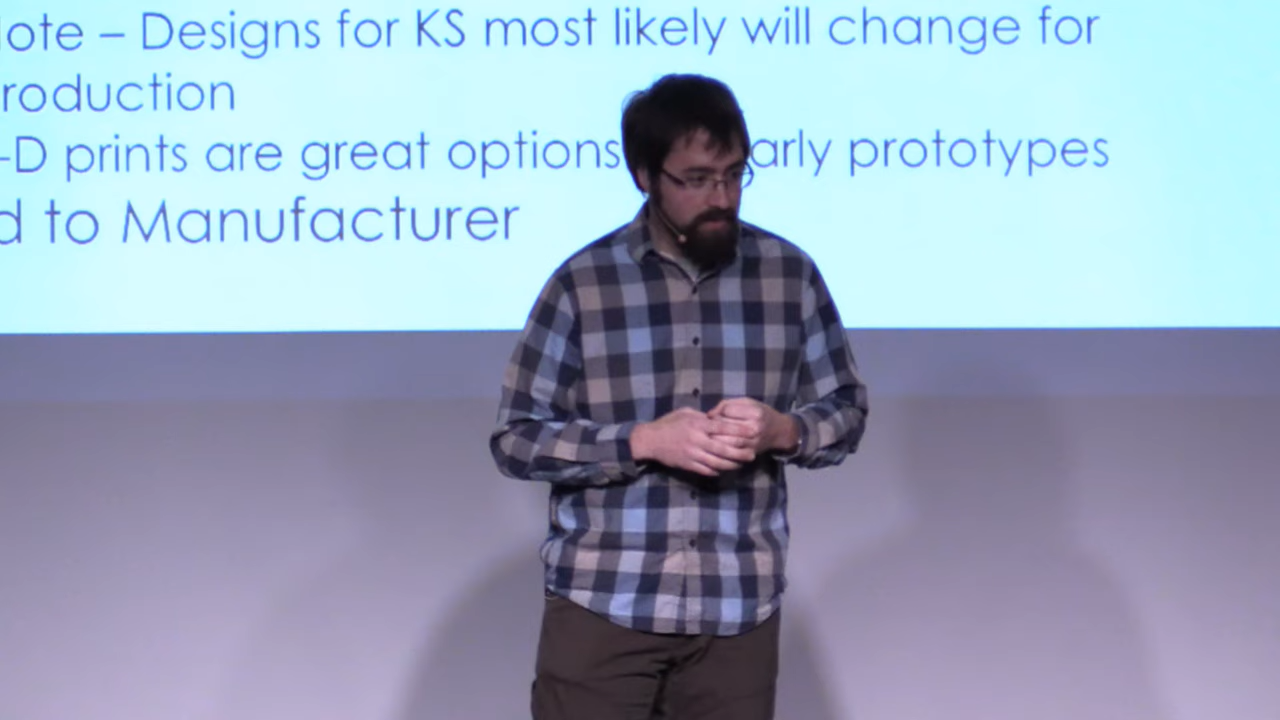 ote – Designs for KS most likely will change for
roduction
-D prints are great options arly prototypes
d to Manufacturer